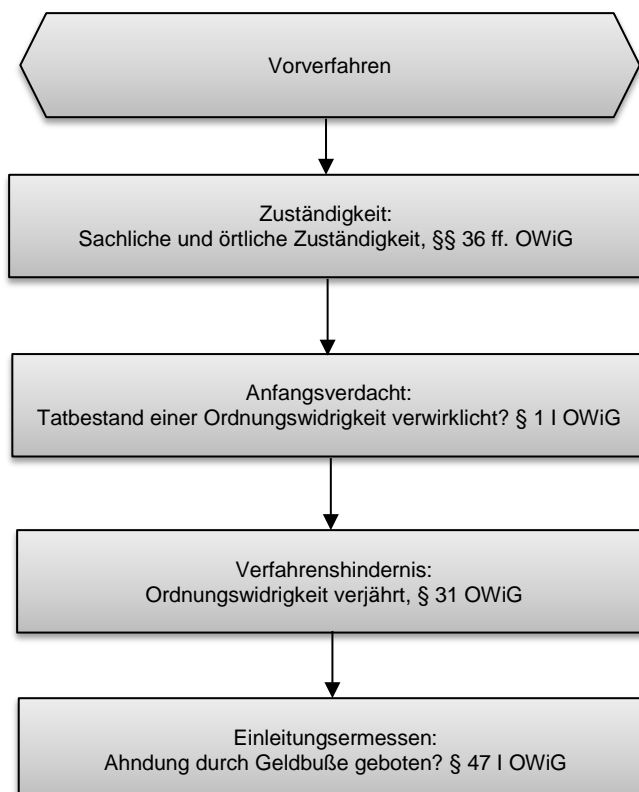 Vorverfahren
Zuständigkeit:
Sachliche und örtliche Zuständigkeit, §§ 36 ff. OWiG
Anfangsverdacht:
Tatbestand einer Ordnungswidrigkeit verwirklicht? § 1 I OWiG
Verfahrenshindernis:
Ordnungswidrigkeit verjährt, § 31 OWiG
Einleitungsermessen:
Ahndung durch Geldbuße geboten? § 47 I OWiG